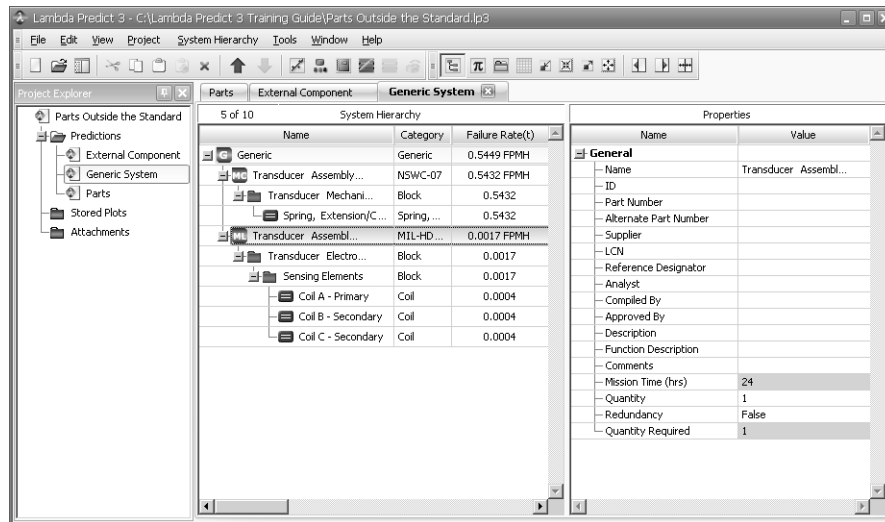 Lambda Predict 3 - C:\Lambda Predict 3 Training Guide\Parts Outside the Standard.lp3
File Edit View Project System Hierarchy Tools Window Help
Project Explorer
Parts Outside the Standard
Predictions
External Component
Generic System
Parts
Stored Plots
Attachments
Parts External Component Generic System
5 of 10 System Hierarchy
Name Category Failure Rate(t)
Generic Generic 0.5449 FPMH
Transducer Assembly... NSWC-07 0.5432 FPMH
Transducer Mechani... Block 0.5432
Spring, Extension/C... Spring,... 0.5432
Transducer Assembl... MIL-HD... 0.0017 FPMH
Transducer Electro... Block 0.0017
Sensing Elements Block 0.0017
Coil A - Primary Coil 0.0004
Coil B - Secondary Coil 0.0004
Coil C - Secondary Coil 0.0004
Properties
Name Value
General
Name Transducer Assembl...
ID
Part Number
Alternate Part Number
Supplier
LCN
Reference Designator
Analyst
Compiled By
Approved By
Description
Function Description
Comments
Mission Time (hrs) 24
Quantity 1
Redundancy False
Quantity Required 1